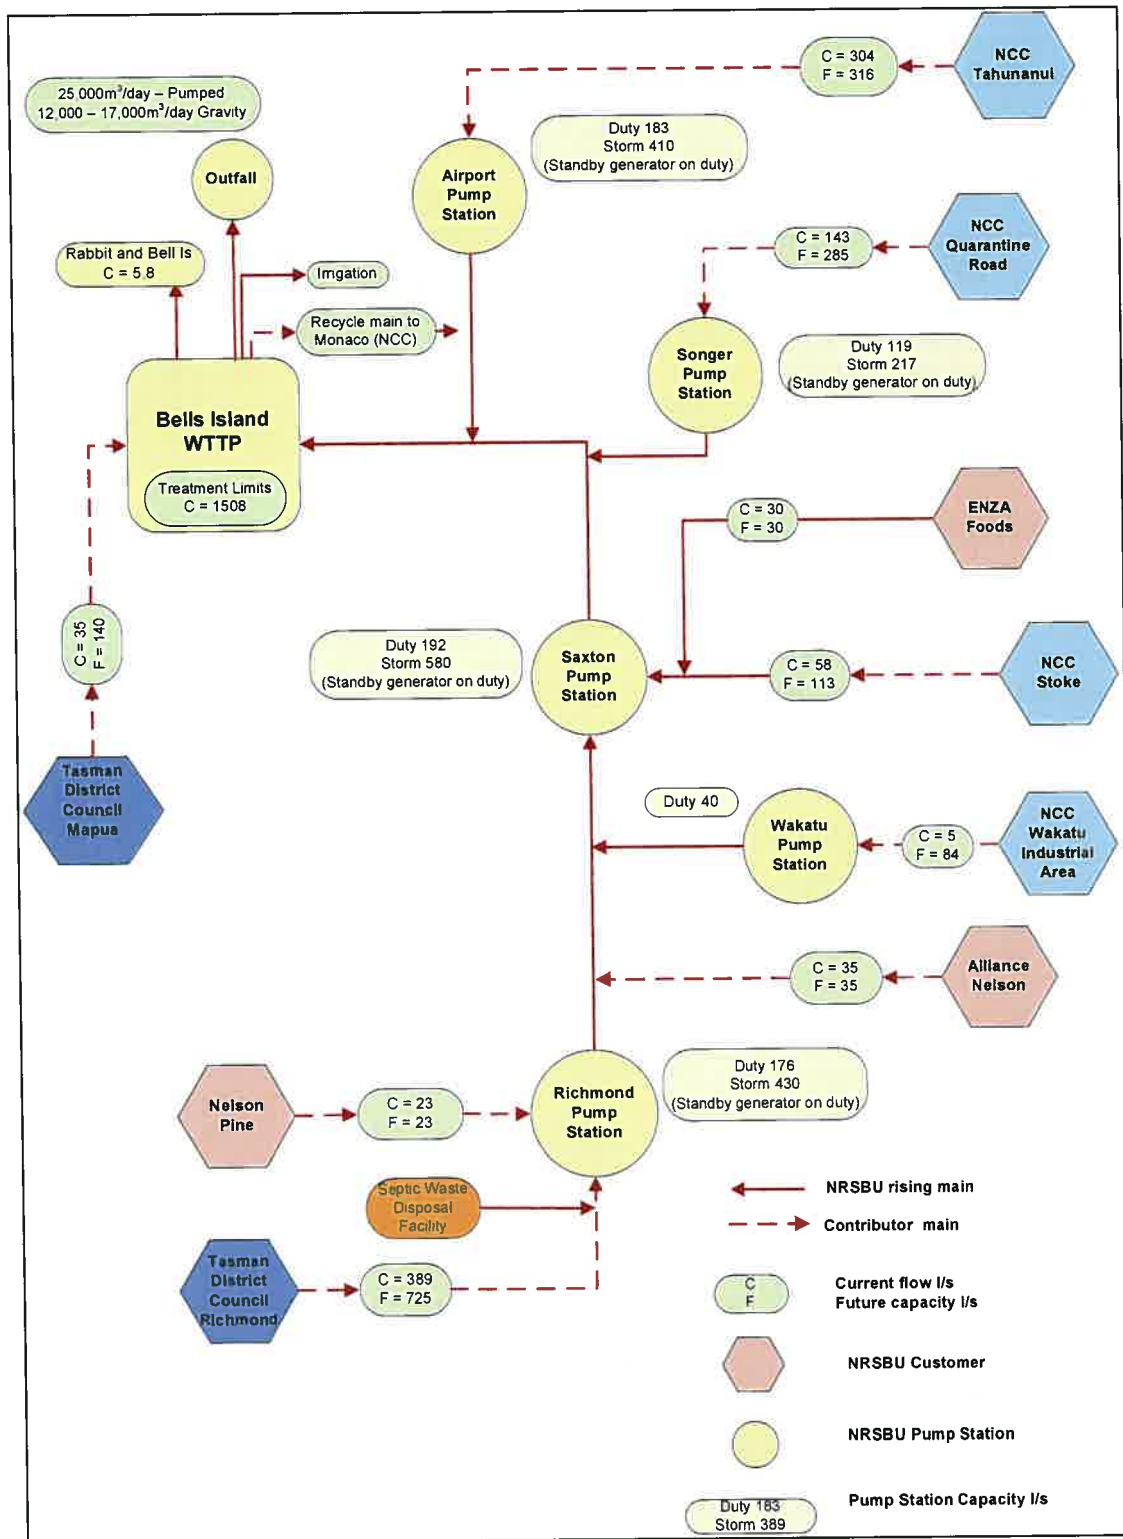 C = 304
F = 316
NCC
Tahunanui
25,000m³/day – Pumped
12,000 – 17,000m³/day Gravity
Duty 183
Storm 410
(Standby generator on duty)
Outfall
Airport
Pump
Station
Rabbit and Bell Is
C = 5.8
Irrigation
Recycle main to
Monaco (NCC)
C = 143
F = 285
NCC
Quarantine
Road
Songer
Pump
Station
Duty 119
Storm 217
(Standby generator on duty)
Bells Island
WTTP
Treatment Limits
C = 1508
C = 30
F = 30
ENZA
Foods
C = 35
F = 140
Duty 192
Storm 580
(Standby generator on duty)
Saxton
Pump
Station
C = 58
F = 113
NCC
Stoke
Tasman
District
Council
Mapua
Duty 40
Wakatu
Pump
Station
C = 5
F = 84
NCC
Wakatu
Industrial
Area
C = 35
F = 35
Alliance
Nelson
Nelson
Pine
C = 23
F = 23
Richmond
Pump
Station
Duty 176
Storm 430
(Standby generator on duty)
Septic Waste
Disposal
Facility
Tasman
District
Council
Richmond
C = 389
F = 725
NRSBU rising main
Contributor main
C
F
Current flow l/s
Future capacity l/s
NRSBU Customer
NRSBU Pump Station
Duty 183
Storm 389
Pump Station Capacity l/s